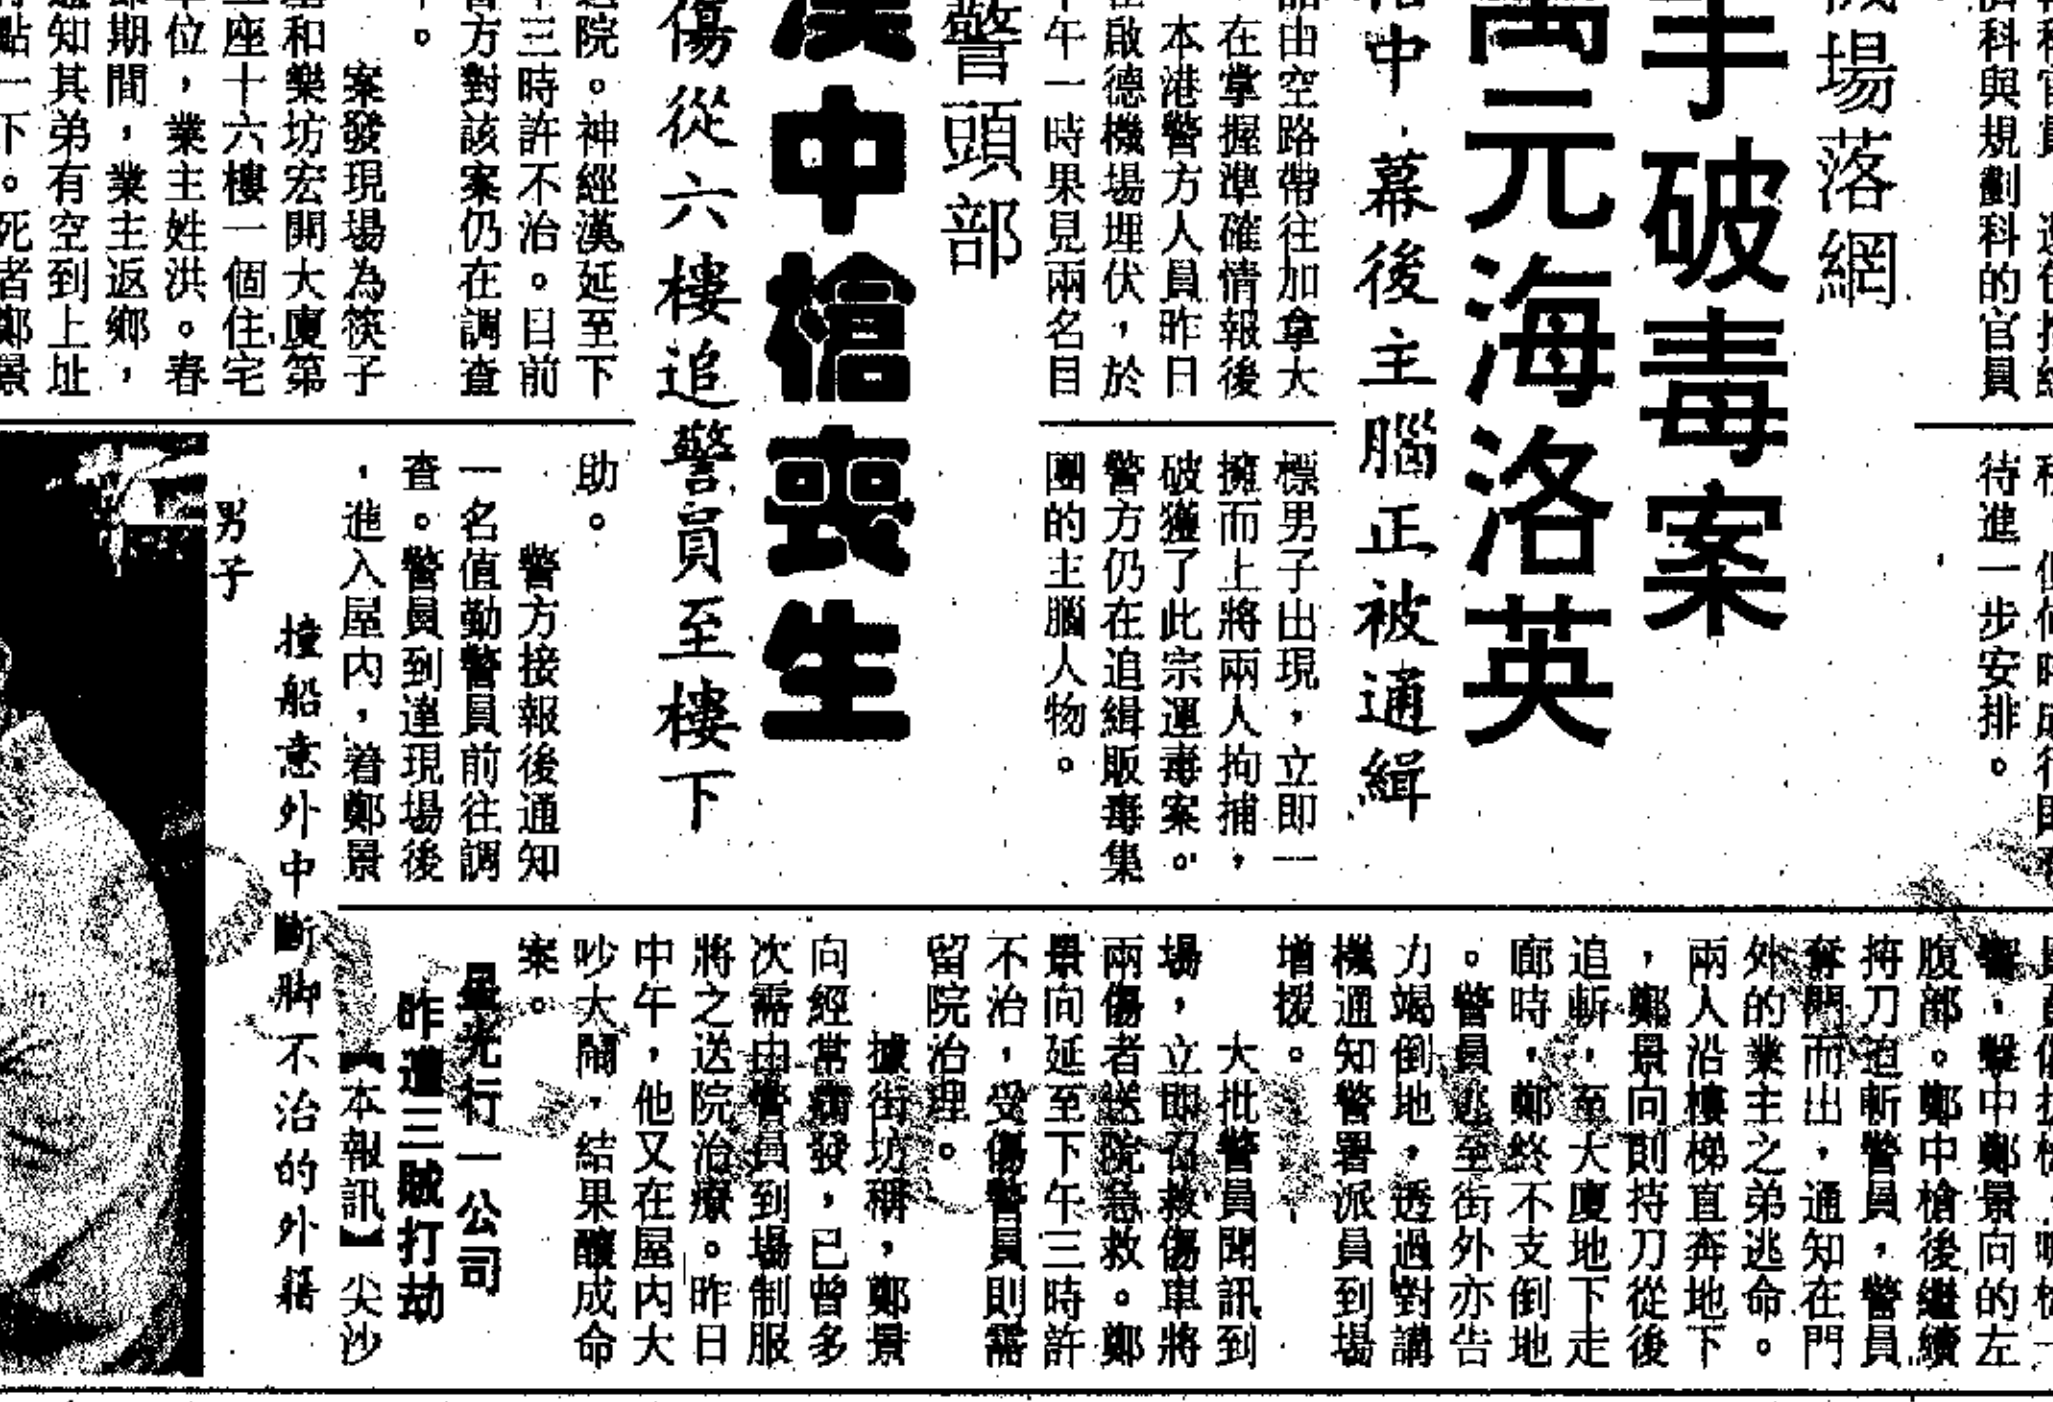 機場落網
手破毒案
萬元海洛英
落中，幕後主腦正被通緝
由空路帶往加拿大
在掌握準確情報後
本港警方人員昨日
在啟德機場埋伏，於
午一時果見兩名目
標男子出現，立即一
擁而上將兩人拘捕，
破獲了此宗運毒案。
警方仍在追緝販毒集
團的主腦人物。
科與規劃科的官員
待進一步安排。
警頭部
漢中槍喪生
傷從六樓追警員至樓下
送院。神經漢延至下
三時許不治。目前
警方對該案仍在調查
。
案發現場為筷子
和樂坊宏開大廈第
座十六樓一個住宅
單位，業主姓洪。春
節期間，業主返鄉，
通知其弟有空到上址
點一下。死者鄭景
助。
警方接報後通知
一名值勤警員前往調
查。警員到達現場後
，進入屋內，着鄭景
，擊中鄭景向的左
腹部。鄭中槍後繼續
持刀追斬警員，警員
奪門而出，通知在門
外的業主之弟逃命。
兩人沿樓梯直奔地下
，鄭景向則持刀從後
追斬，至大廈地下走
廊時，鄭終不支倒地
。警員逃至街外亦告
力竭倒地，透過對講
機通知警署派員到場
增援。
大批警員聞訊到
場，立即召救傷車將
兩傷者送院急救。鄭
景向延至下午三時許
不治，受傷警員則需
留院治理。
據街坊稱，鄭景
向經常病發，已曾多
次需由警員到場制服
將之送院治療。昨日
中午，他又在屋內大
吵大鬧，結果釀成命
案。
星光行一公司
昨遭三賊打劫
【本報訊】尖沙
撞船意外中斷脚不治的外籍
男子